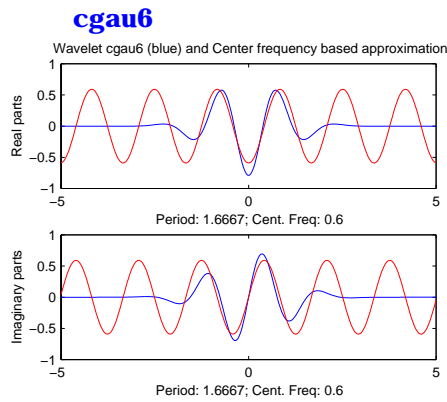 cgau6
Wavelet cgau6 (blue) and Center frequency based approximation
1
0.5
0
−0.5
−1
Real parts
−5
0
5
Period: 1.6667; Cent. Freq: 0.6
1
0.5
0
−0.5
−1
Imaginary parts
−5
0
5
Period: 1.6667; Cent. Freq: 0.6